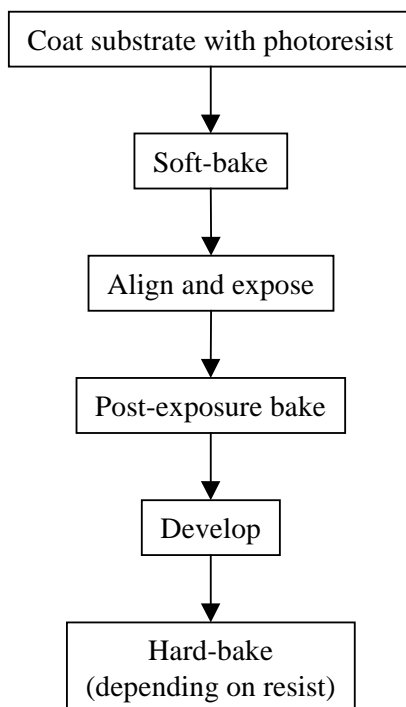 Coat substrate with photoresist
Soft-bake
Align and expose
Post-exposure bake
Develop
Hard-bake
(depending on resist)